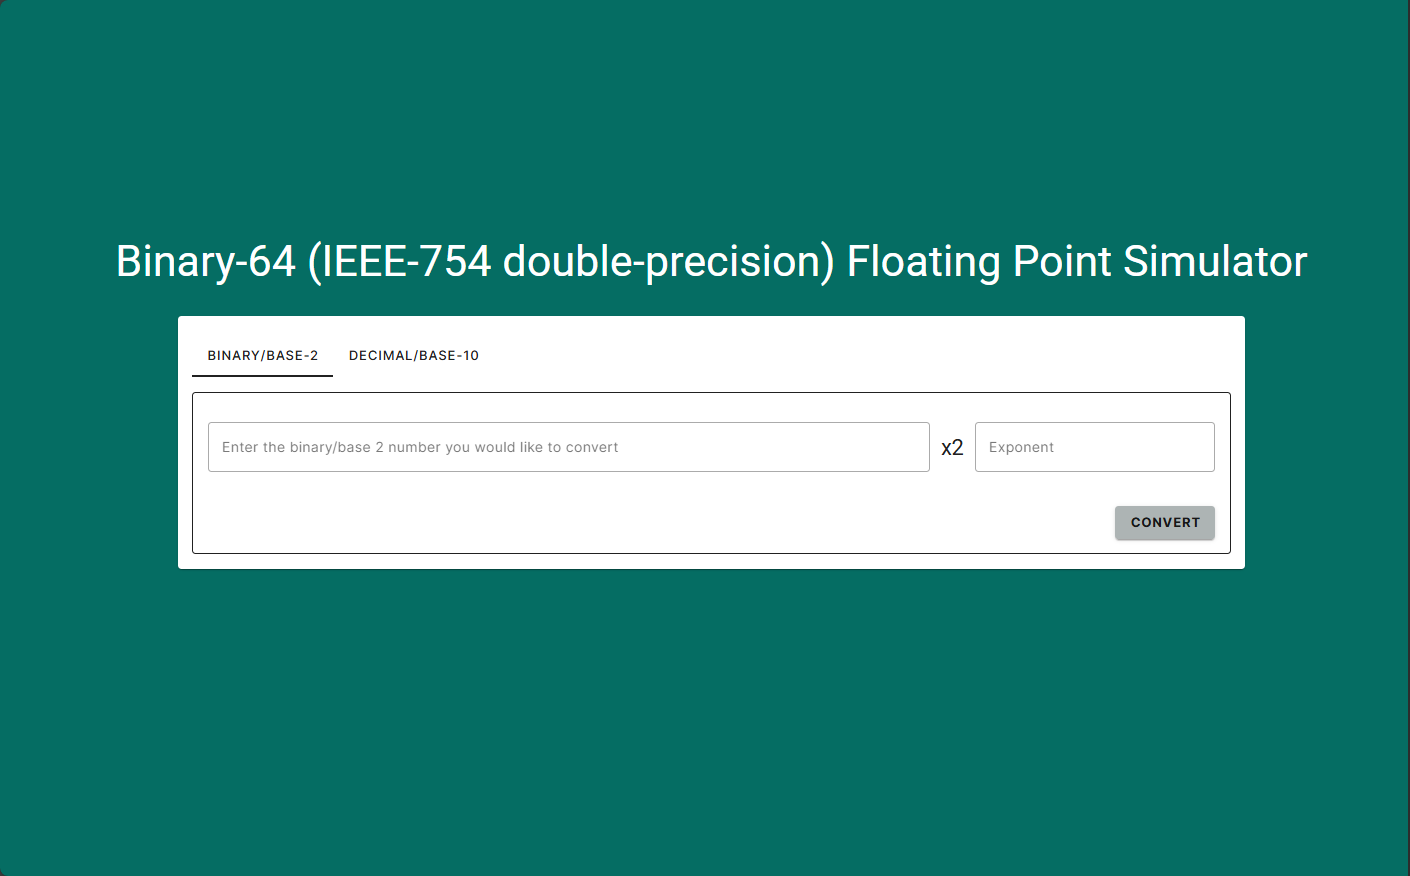 Binary-64 (IEEE-754 double-precision) Floating Point Simulator
BINARY/BASE-2 DECIMAL/BASE-10
Enter the binary/base 2 number you would like to convert x2 Exponent
CONVERT